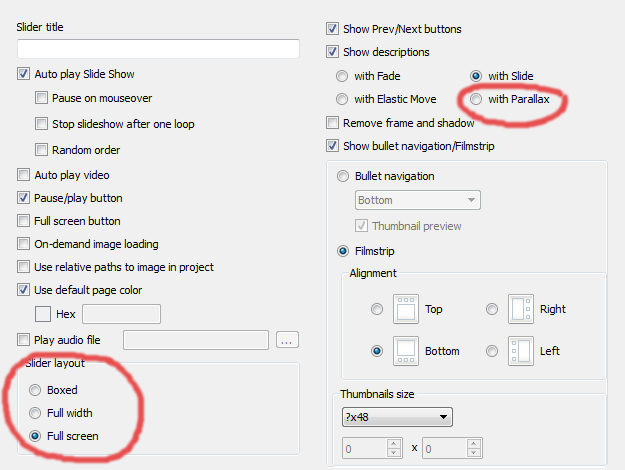 Slider title
Auto play Slide Show
Pause on mouseover
Stop slideshow after one loop
Random order
Auto play video
Pause/play button
Full screen button
On-demand image loading
Use relative paths to image in project
Use default page color
Hex
Play audio file
...
Slider layout
Boxed
Full width
Full screen
Show Prev/Next buttons
Show descriptions
with Fade
with Slide
with Elastic Move
with Parallax
Remove frame and shadow
Show bullet navigation/Filmstrip
Bullet navigation
Bottom
Thumbnail preview
Filmstrip
Alignment
Top
Right
Bottom
Left
Thumbnails size
?x48
0 x 0